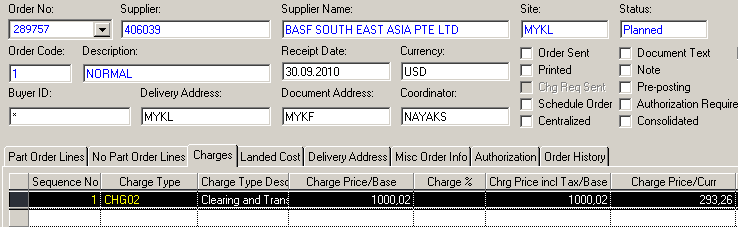 Order No: Supplier: Supplier Name: Site: Status:
289757 406039 BASF SOUTH EAST ASIA PTE LTD MYKL Planned
Order Code: Description: Receipt Date: Currency: Order Sent Document Text
1 NORMAL 30.09.2010 USD Printed Note
Chg Req Sent Pre-posting
Buyer ID: Delivery Address: Document Address: Coordinator: Schedule Order Authorization Require
* MYKL MYKF NAYAKS Centralized Consolidated
Part Order Lines No Part Order Lines Charges Landed Cost Delivery Address Misc Order Info Authorization Order History
Sequence No Charge Type Charge Type Desc Charge Price/Base Charge % Chrg Price incl Tax/Base Charge Price/Curr
1 CHG02 Clearing and Trans 1000,02 1000,02 293,26